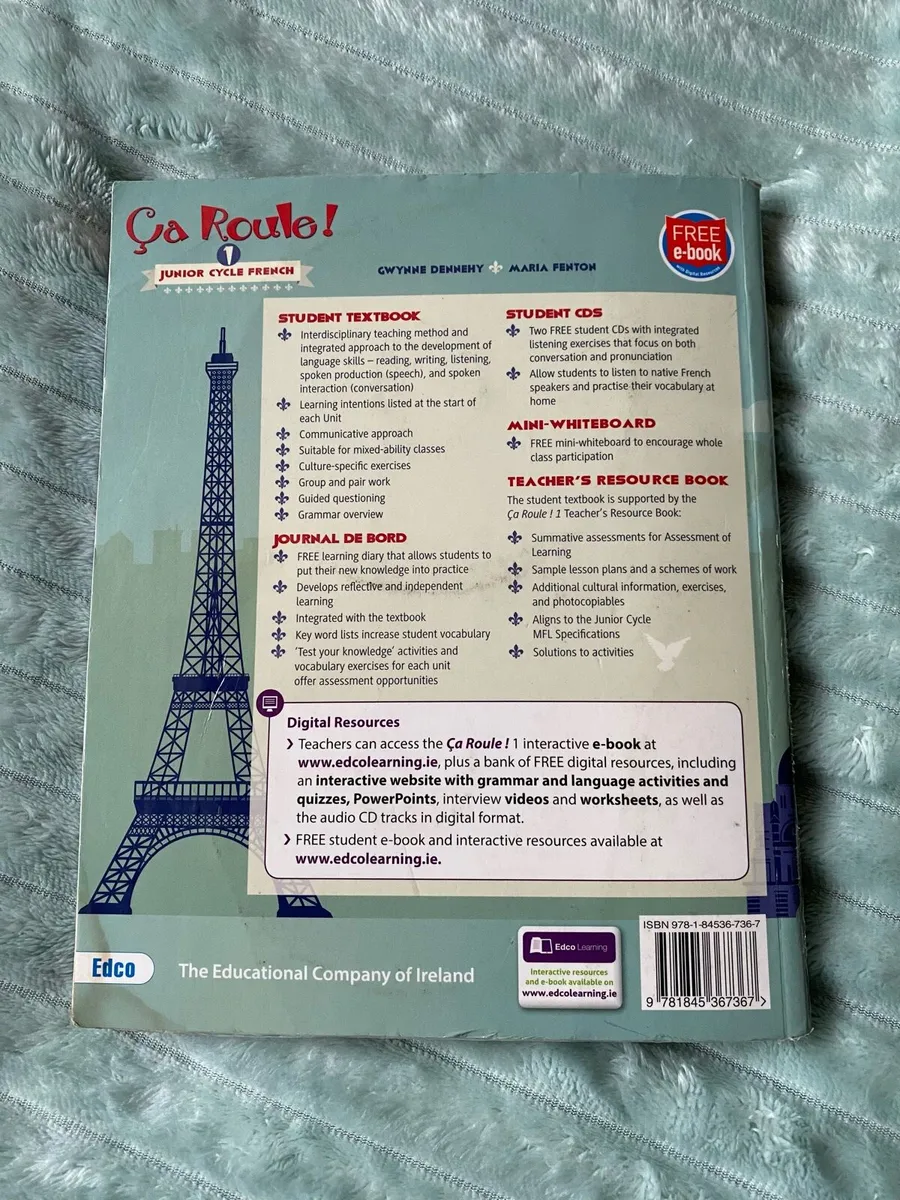 Ça Roule!
1
JUNIOR CYCLE FRENCH
GWYNNE DENNEHY MARIA FENTON
FREE
e-book
with Digital Resources
STUDENT TEXTBOOK
Interdisciplinary teaching method and
integrated approach to the development of
language skills – reading, writing, listening,
spoken production (speech), and spoken
interaction (conversation)
Learning intentions listed at the start of
each Unit
Communicative approach
Suitable for mixed-ability classes
Culture-specific exercises
Group and pair work
Guided questioning
Grammar overview
JOURNAL DE BORD
FREE learning diary that allows students to
put their new knowledge into practice
Develops reflective and independent
learning
Integrated with the textbook
Key word lists increase student vocabulary
'Test your knowledge' activities and
vocabulary exercises for each unit
offer assessment opportunities
STUDENT CDS
Two FREE student CDs with integrated
listening exercises that focus on both
conversation and pronunciation
Allow students to listen to native French
speakers and practise their vocabulary at
home
MINI-WHITEBOARD
FREE mini-whiteboard to encourage whole
class participation
TEACHER'S RESOURCE BOOK
The student textbook is supported by the
Ça Roule ! 1 Teacher's Resource Book:
Summative assessments for Assessment of
Learning
Sample lesson plans and a schemes of work
Additional cultural information, exercises,
and photocopiables
Aligns to the Junior Cycle
MFL Specifications
Solutions to activities
Digital Resources
❯ Teachers can access the Ça Roule ! 1 interactive e-book at
www.edcolearning.ie, plus a bank of FREE digital resources, including
an interactive website with grammar and language activities and
quizzes, PowerPoints, interview videos and worksheets, as well as
the audio CD tracks in digital format.
❯ FREE student e-book and interactive resources available at
www.edcolearning.ie.
Edco
The Educational Company of Ireland
Edco Learning
Interactive resources
and e-book available on
www.edcolearning.ie
ISBN 978-1-84536-736-7
9 781845 367367 >